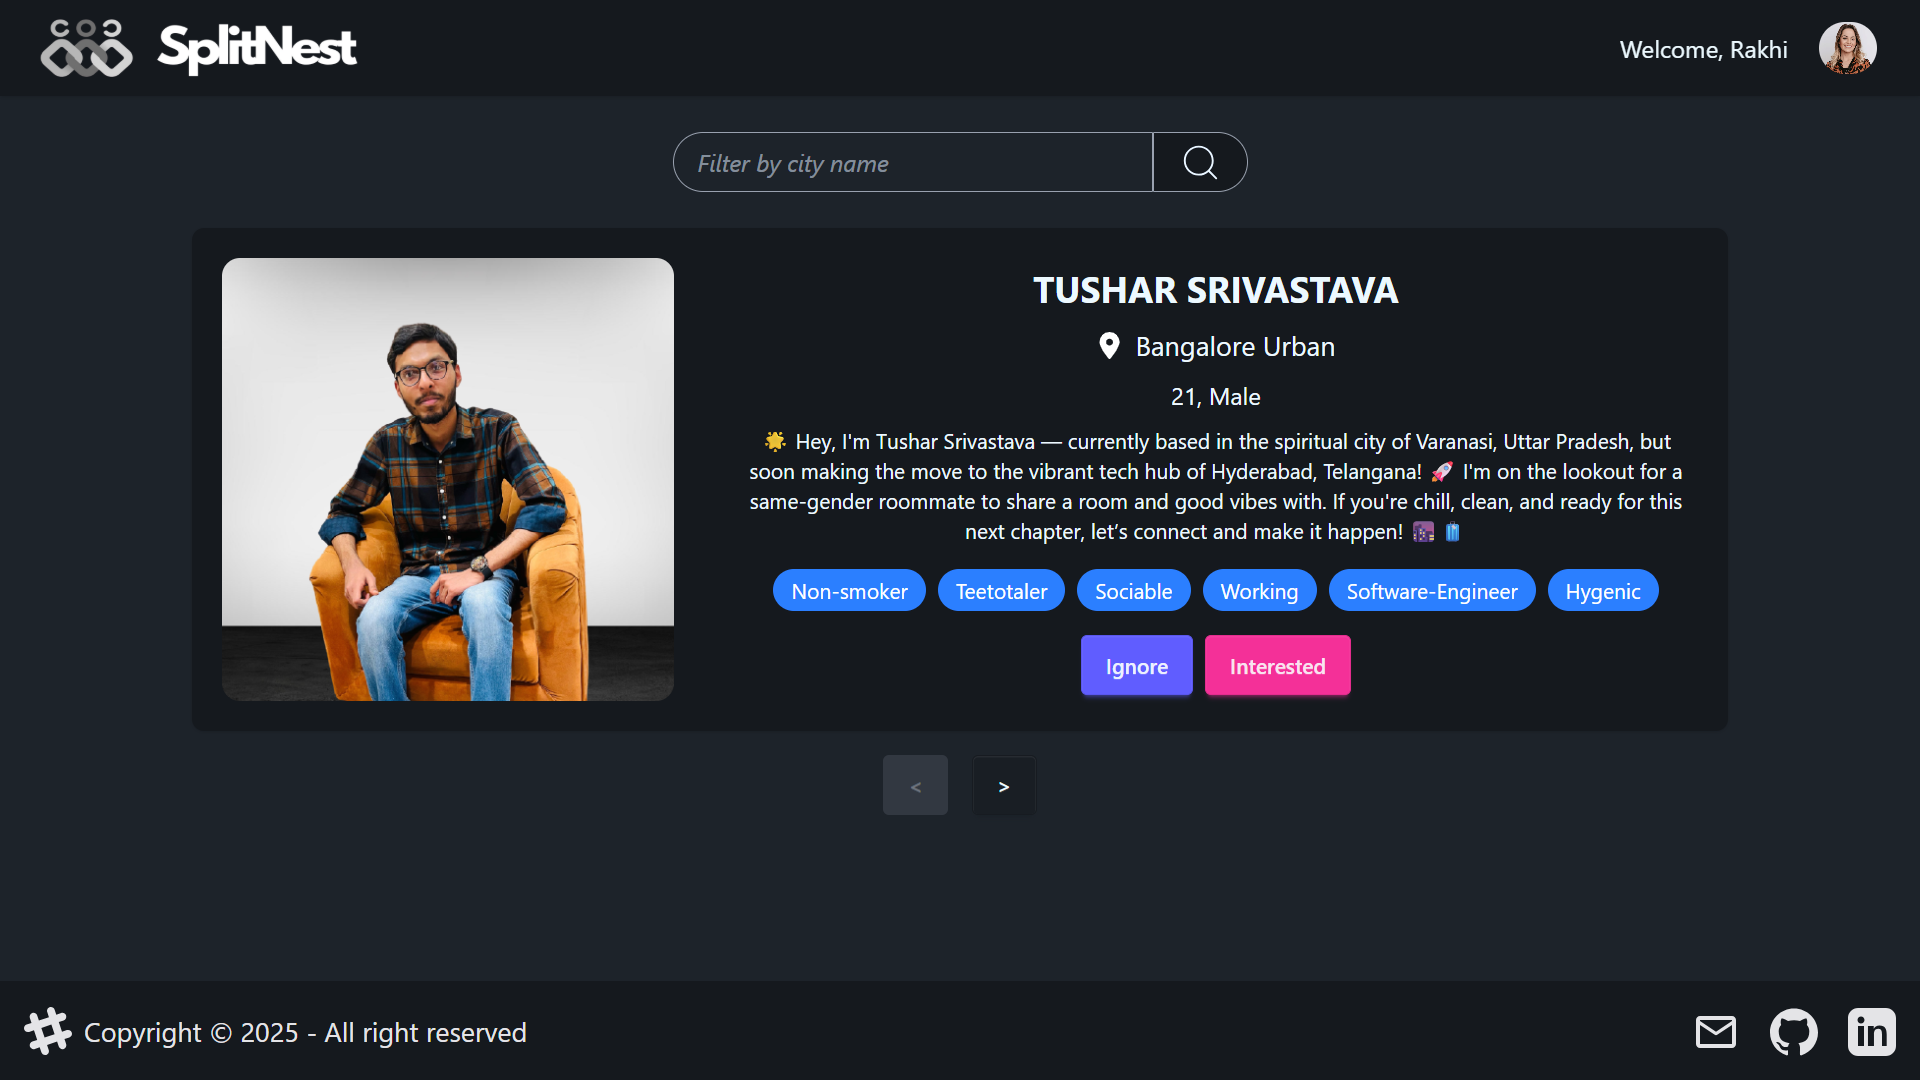 SplitNest
Welcome, Rakhi
Filter by city name
TUSHAR SRIVASTAVA
Bangalore Urban
21, Male
🌟 Hey, I'm Tushar Srivastava — currently based in the spiritual city of Varanasi, Uttar Pradesh, but
soon making the move to the vibrant tech hub of Hyderabad, Telangana! 🚀 I'm on the lookout for a
same-gender roommate to share a room and good vibes with. If you're chill, clean, and ready for this
next chapter, let’s connect and make it happen! 🌆 🧳
Non-smoker Teetotaler Sociable Working Software-Engineer Hygenic
Ignore Interested
< >
Copyright © 2025 - All right reserved
in